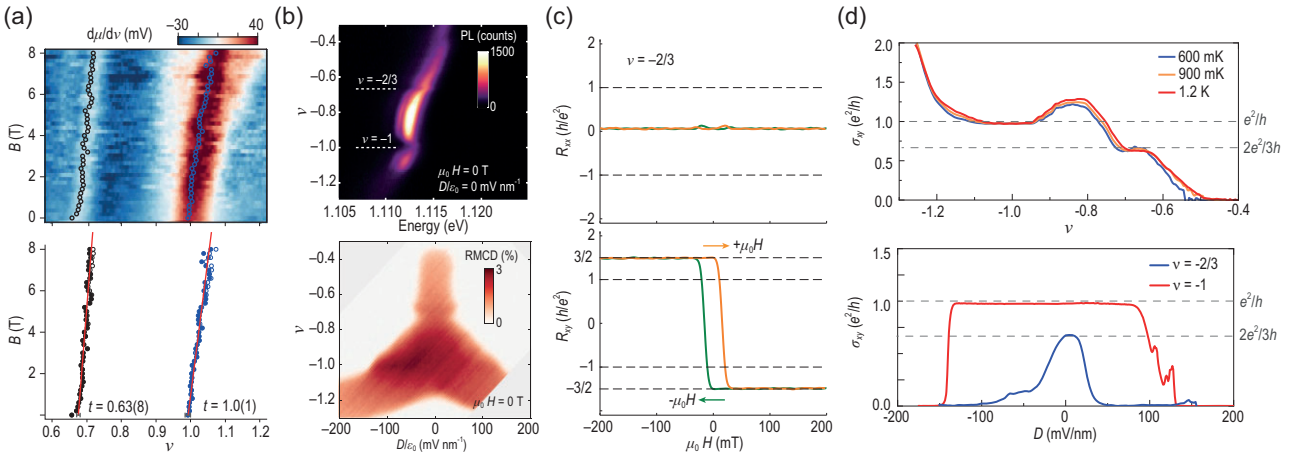 (a)
dμ/dν (mV)
−30
40
8
6
4
2
0
B (T)
8
6
4
2
B (T)
t = 0.63(8)
t = 1.0(1)
0.6
0.7
0.8
0.9
1.0
1.1
1.2
ν
(b)
PL (counts)
1500
0
−0.4
−0.6
−0.8
−1.0
−1.2
ν
ν = −2/3
ν = −1
μ0 H = 0 T
D/ε0 = 0 mV nm−1
1.105
1.110
1.115
1.120
Energy (eV)
RMCD (%)
3
0
−0.4
−0.6
−0.8
−1.0
−1.2
ν
μ0 H = 0 T
−200
−100
0
100
200
D/ε0 (mV nm−1)
(c)
ν = −2/3
2
1
0
−1
2
Rxx (h/e2)
+μ0H
3/2
1
0
−1
−3/2
Rxy (h/e2)
-μ0H
−200
−100
0
100
200
μ0 H (mT)
(d)
600 mK
900 mK
1.2 K
2.0
1.5
1.0
0.5
0
σxy (e2/h)
e2/h
2e2/3h
−1.2
−1.0
−0.8
−0.6
−0.4
ν
ν = -2/3
ν = -1
1.5
1.0
0.5
0.0
σxy (e2/h)
e2/h
2e2/3h
−200
−100
0
100
200
D (mV/nm)